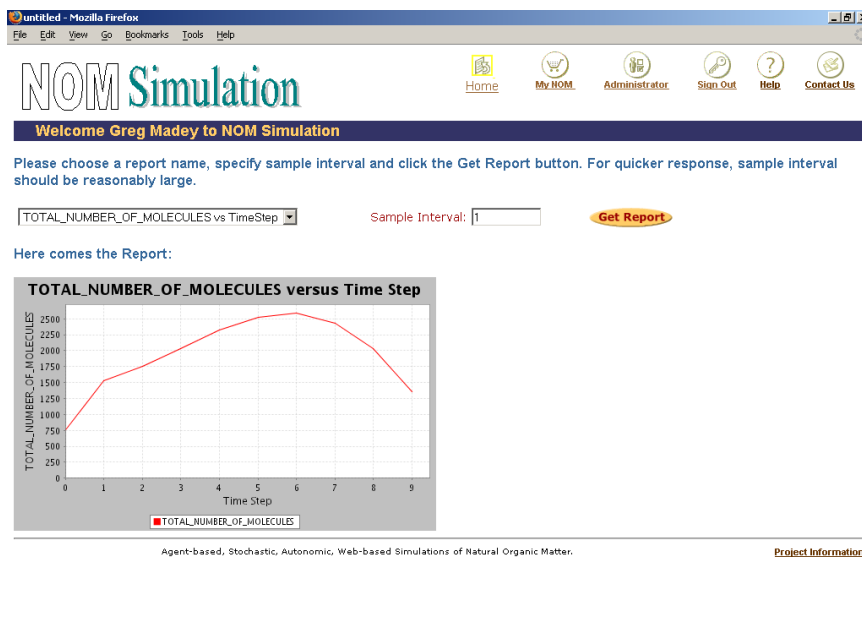 untitled - Mozilla Firefox
File Edit View Go Bookmarks Tools Help
NOM Simulation
Home My NOM Administrator Sign Out Help Contact Us
Welcome Greg Madey to NOM Simulation
Please choose a report name, specify sample interval and click the Get Report button. For quicker response, sample interval
should be reasonably large.
TOTAL_NUMBER_OF_MOLECULES vs TimeStep Sample Interval: 1 Get Report
Here comes the Report:
TOTAL_NUMBER_OF_MOLECULES versus Time Step
TOTAL_NUMBER_OF_MOLECULES
2500
2250
2000
1750
1500
1250
1000
750
500
250
0
0 1 2 3 4 5 6 7 8 9
Time Step
TOTAL_NUMBER_OF_MOLECULES
Agent-based, Stochastic, Autonomic, Web-based Simulations of Natural Organic Matter. Project Information